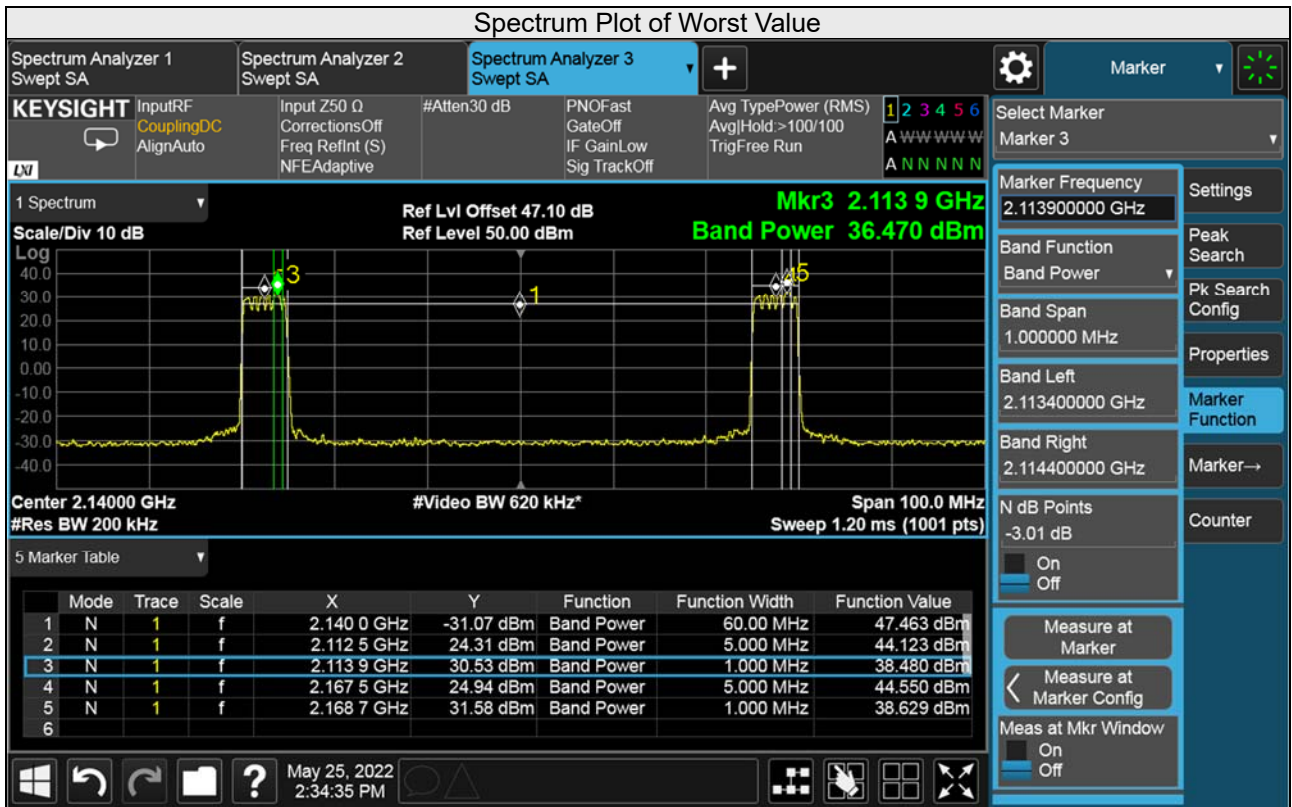 Spectrum Plot of Worst Value
Spectrum Analyzer 1
Swept SA
Spectrum Analyzer 2
Swept SA
Spectrum Analyzer 3
Swept SA
+
Marker
KEYSIGHT
LXI
InputRF
CouplingDC
AlignAuto
Input Z50 Ω
CorrectionsOff
Freq RefInt (S)
NFEAdaptive
#Atten30 dB
PNOFast
GateOff
IF GainLow
Sig TrackOff
Avg TypePower (RMS)
Avg|Hold:>100/100
TrigFree Run
1 2 3 4 5 6
A W W W W W
A N N N N N
Select Marker
Marker 3
1 Spectrum
Scale/Div 10 dB
Ref Lvl Offset 47.10 dB
Ref Level 50.00 dBm
Mkr3 2.113 9 GHz
Band Power 36.470 dBm
Log
40.0
30.0
20.0
10.0
0.00
-10.0
-20.0
-30.0
-40.0
3
1
45
Center 2.14000 GHz
#Res BW 200 kHz
#Video BW 620 kHz*
Span 100.0 MHz
Sweep 1.20 ms (1001 pts)
5 Marker Table
Mode Trace Scale X Y Function Function Width Function Value
1 N 1 f 2.140 0 GHz -31.07 dBm Band Power 60.00 MHz 47.463 dBm
2 N 1 f 2.112 5 GHz 24.31 dBm Band Power 5.000 MHz 44.123 dBm
3 N 1 f 2.113 9 GHz 30.53 dBm Band Power 1.000 MHz 38.480 dBm
4 N 1 f 2.167 5 GHz 24.94 dBm Band Power 5.000 MHz 44.550 dBm
5 N 1 f 2.168 7 GHz 31.58 dBm Band Power 1.000 MHz 38.629 dBm
6
Marker Frequency
2.113900000 GHz
Band Function
Band Power
Band Span
1.000000 MHz
Band Left
2.113400000 GHz
Band Right
2.114400000 GHz
N dB Points
-3.01 dB
On
Off
Measure at
Marker
Measure at
Marker Config
Meas at Mkr Window
On
Off
Settings
Peak
Search
Pk Search
Config
Properties
Marker
Function
Marker→
Counter
?
May 25, 2022
2:34:35 PM